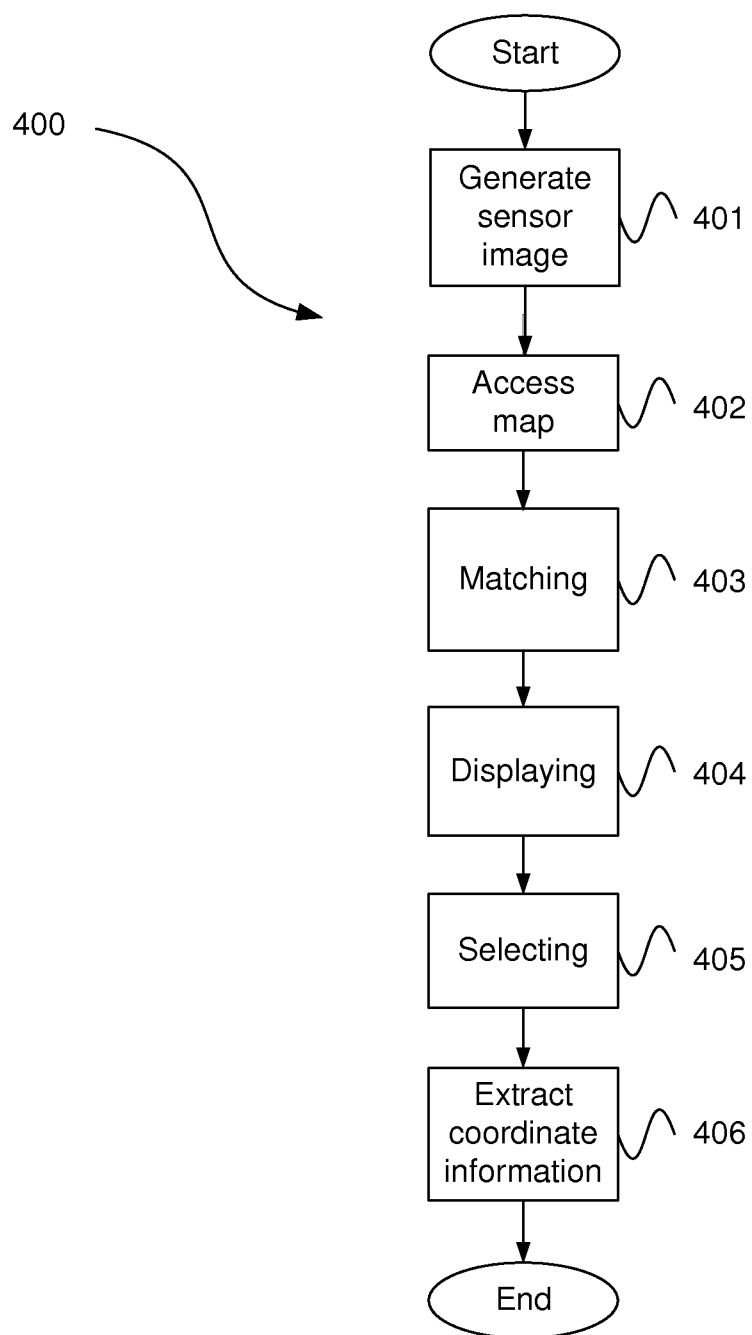 Start
400
Generate
sensor
image
401
Access
map
402
Matching
403
Displaying
404
Selecting
405
Extract
coordinate
information
406
End